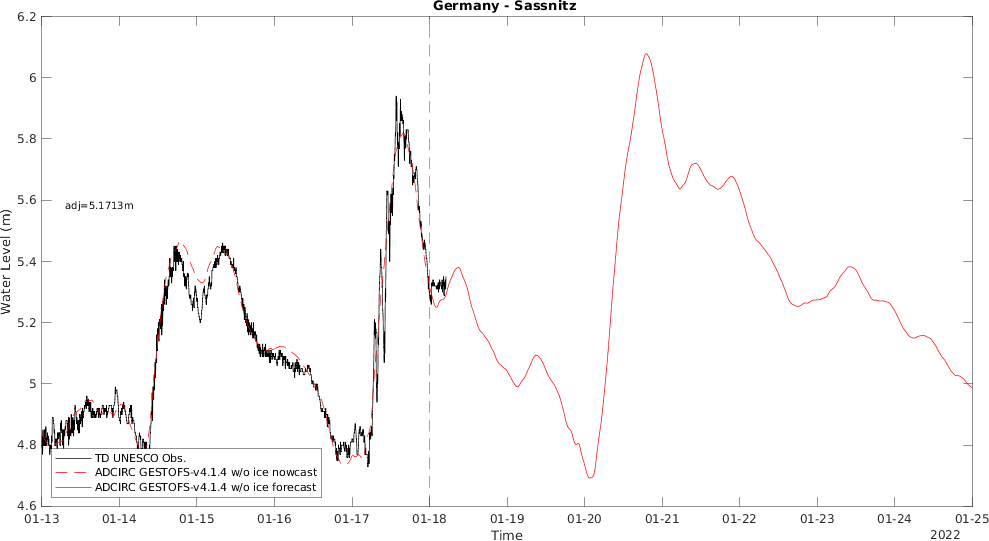 Germany - Sassnitz
6.2
6
5.8
5.6
5.4
5.2
5
4.8
4.6
Water Level (m)
adj=5.1713m
TD UNESCO Obs.
ADCIRC GESTOFS-v4.1.4 w/o ice nowcast
ADCIRC GESTOFS-v4.1.4 w/o ice forecast
01-13 01-14 01-15 01-16 01-17 01-18 01-19 01-20 01-21 01-22 01-23 01-24 01-25
Time
2022